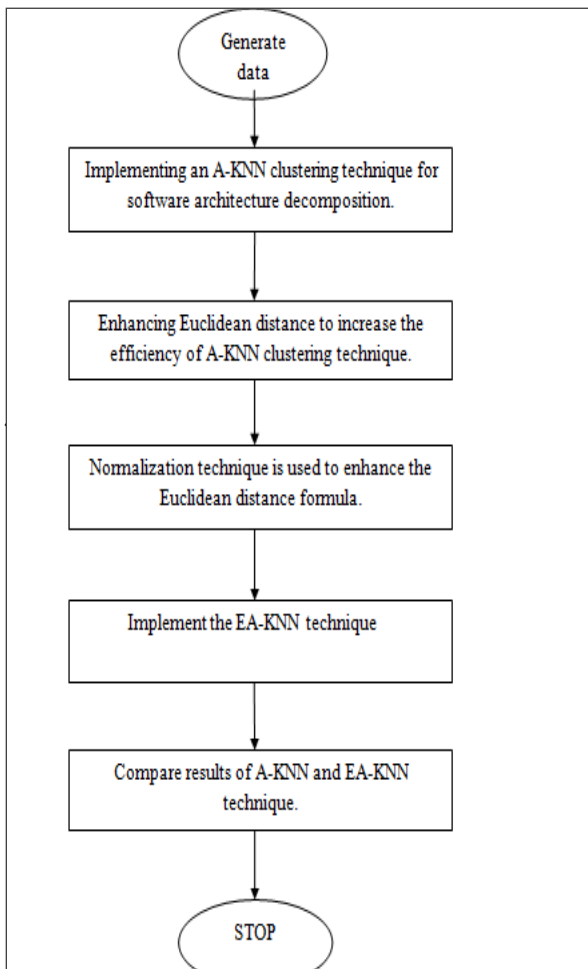 Generate
data
Implementing an A-KNN clustering technique for
software architecture decomposition.
Enhancing Euclidean distance to increase the
efficiency of A-KNN clustering technique.
Normalization technique is used to enhance the
Euclidean distance formula.
Implement the EA-KNN technique
Compare results of A-KNN and EA-KNN
technique.
STOP